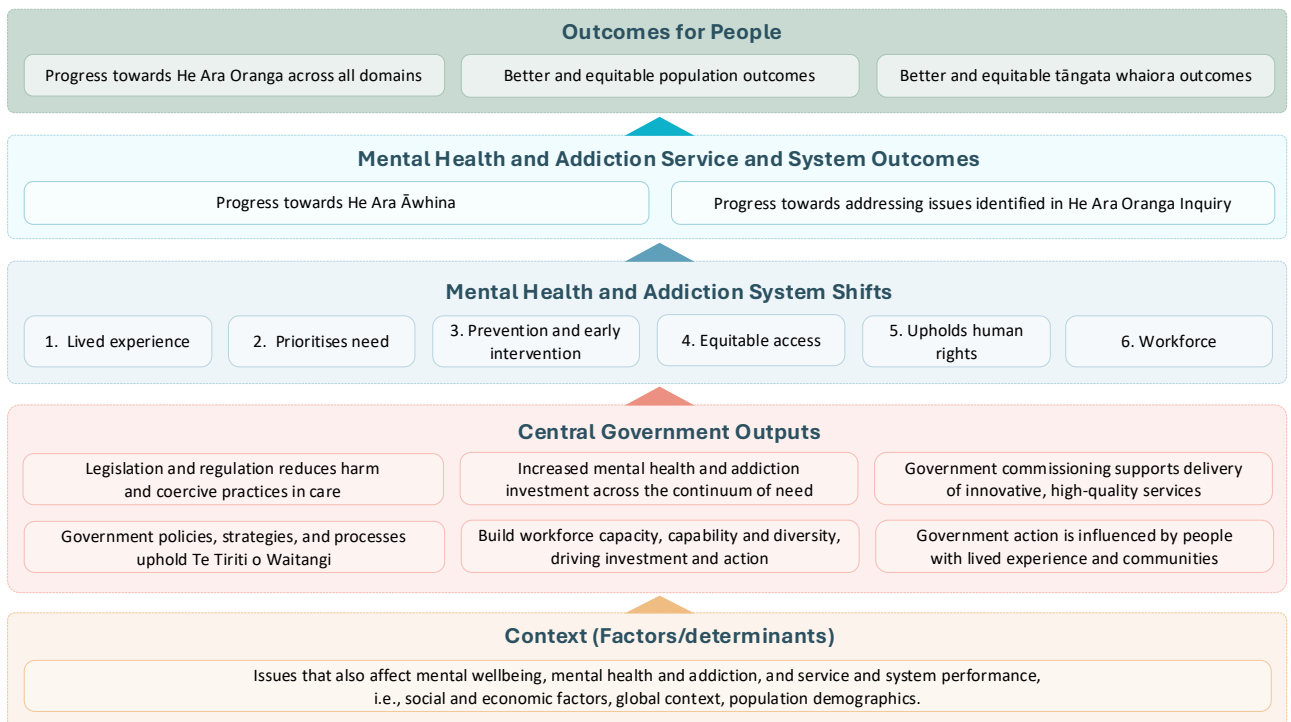 Outcomes for People
Progress towards He Ara Oranga across all domains
Better and equitable population outcomes
Better and equitable tāngata whaiora outcomes
Mental Health and Addiction Service and System Outcomes
Progress towards He Ara Āwhina
Progress towards addressing issues identified in He Ara Oranga Inquiry
Mental Health and Addiction System Shifts
1. Lived experience
2. Prioritises need
3. Prevention and early
intervention
4. Equitable access
5. Upholds human
rights
6. Workforce
Central Government Outputs
Legislation and regulation reduces harm
and coercive practices in care
Increased mental health and addiction
investment across the continuum of need
Government commissioning supports delivery
of innovative, high-quality services
Government policies, strategies, and processes
uphold Te Tiriti o Waitangi
Build workforce capacity, capability and diversity,
driving investment and action
Government action is influenced by people
with lived experience and communities
Context (Factors/determinants)
Issues that also affect mental wellbeing, mental health and addiction, and service and system performance,
i.e., social and economic factors, global context, population demographics.